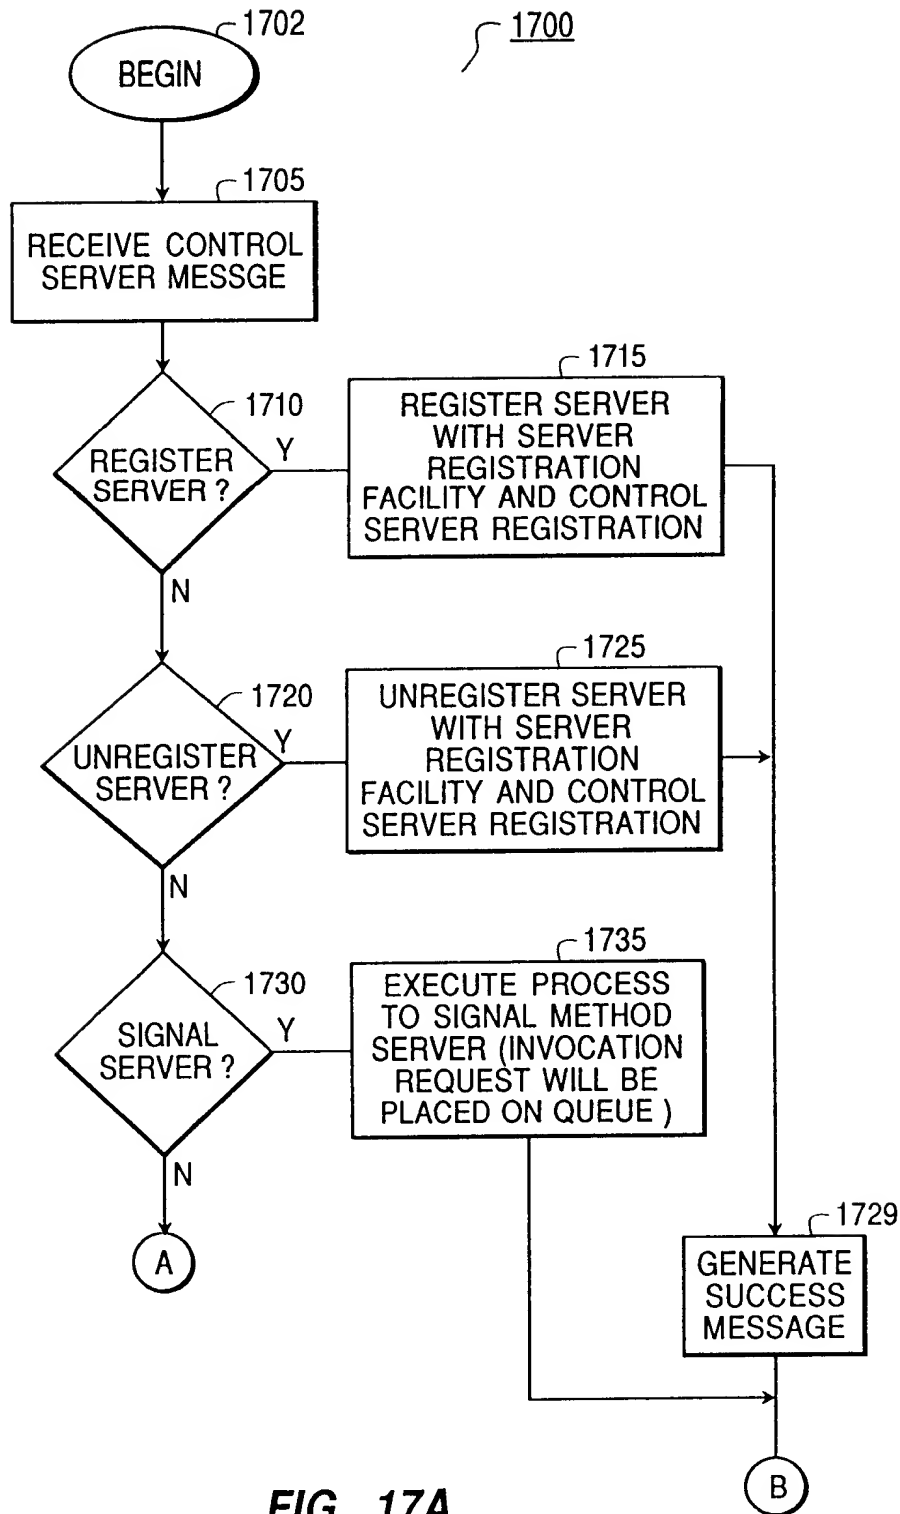 1702
1700
BEGIN
1705
RECEIVE CONTROL
SERVER MESSGE
1710
REGISTER
SERVER ?
Y
N
1715
REGISTER SERVER
WITH SERVER
REGISTRATION
FACILITY AND CONTROL
SERVER REGISTRATION
1720
UNREGISTER
SERVER ?
Y
N
1725
UNREGISTER SERVER
WITH SERVER
REGISTRATION
FACILITY AND CONTROL
SERVER REGISTRATION
1730
SIGNAL
SERVER ?
Y
N
1735
EXECUTE PROCESS
TO SIGNAL METHOD
SERVER (INVOCATION
REQUEST WILL BE
PLACED ON QUEUE )
A
1729
GENERATE
SUCCESS
MESSAGE
B
FIG. 17A